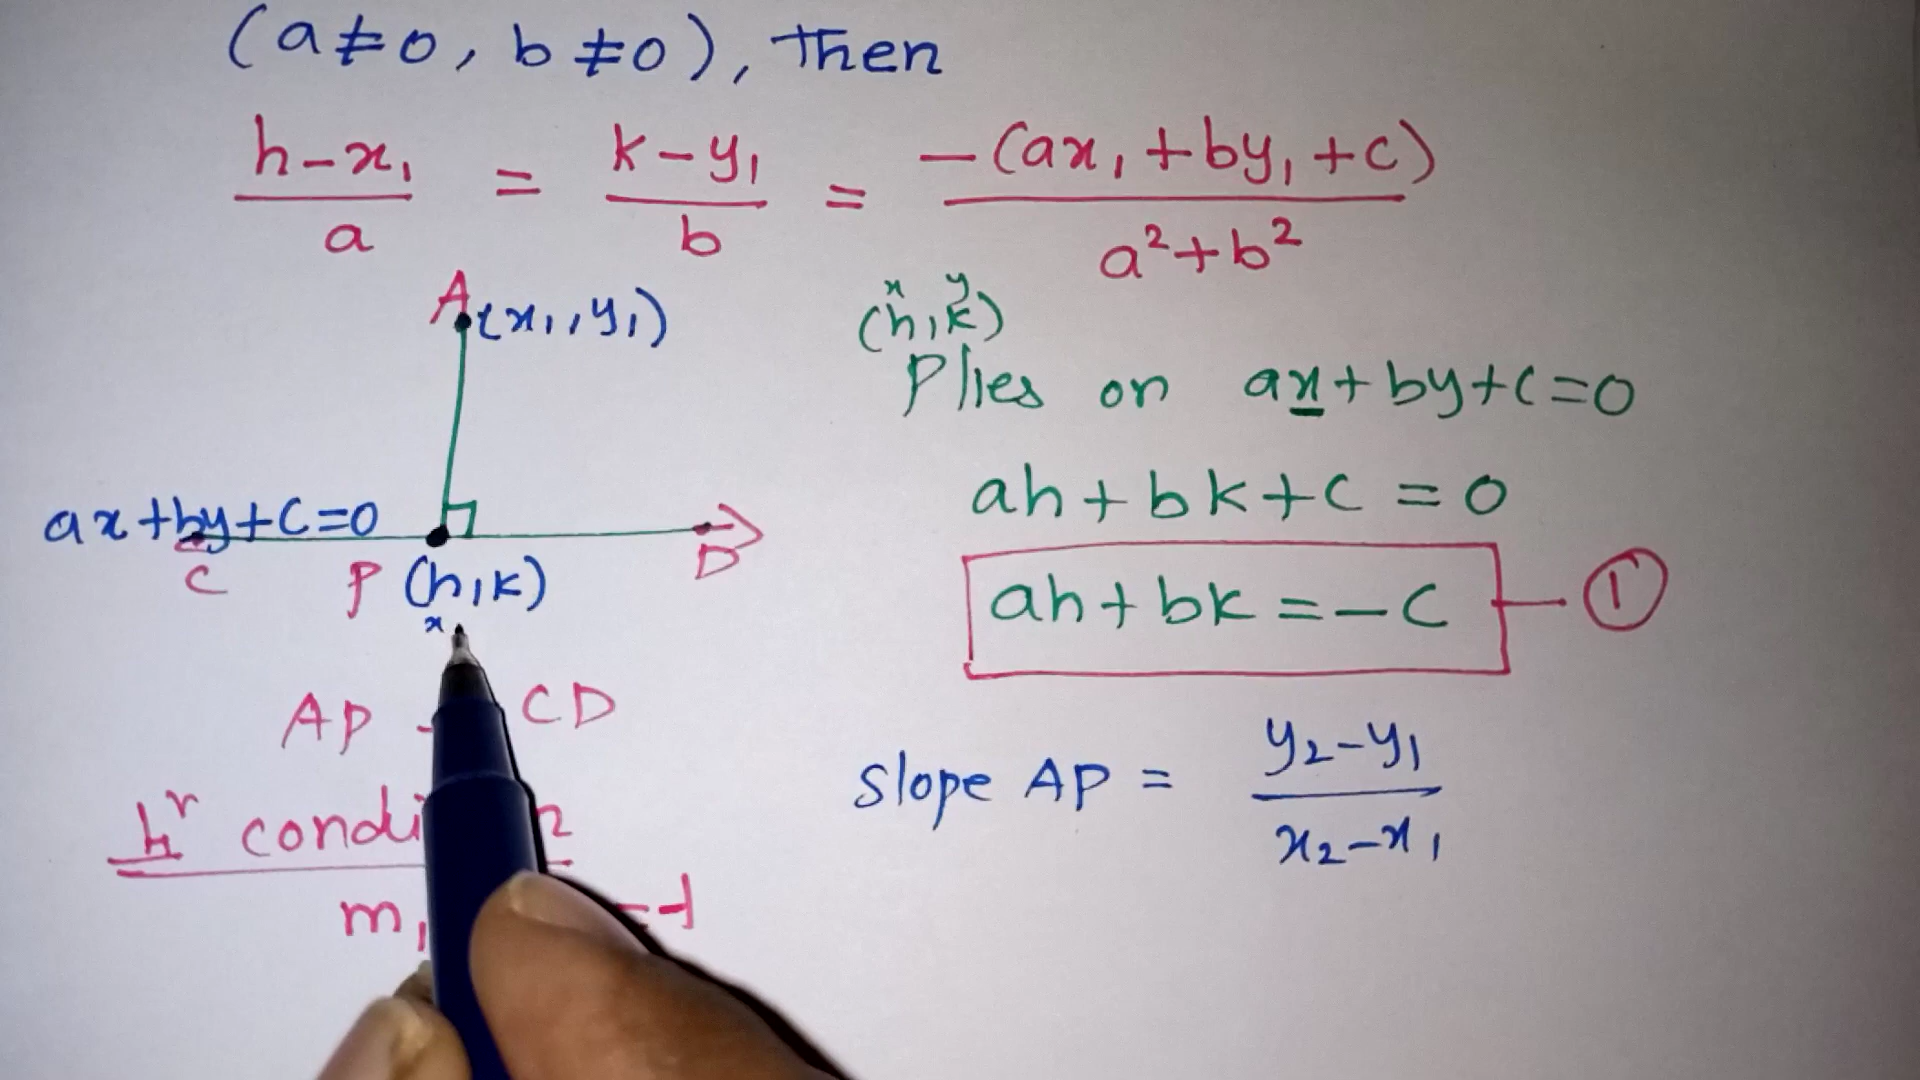 (a≠0, b≠0), Then
h-x₁/a = k-y₁/b = -(ax₁+by₁+c)/a²+b²
A(x₁,y₁)
ax+by+c=0
C P (h,k) D
x
AP CD
m₁ =-1
x y
(h,k)
P lies on ax+by+c=0
ah+bk+c=0
ah+bk=-c —①
Slope AP = y₂-y₁/x₂-x₁